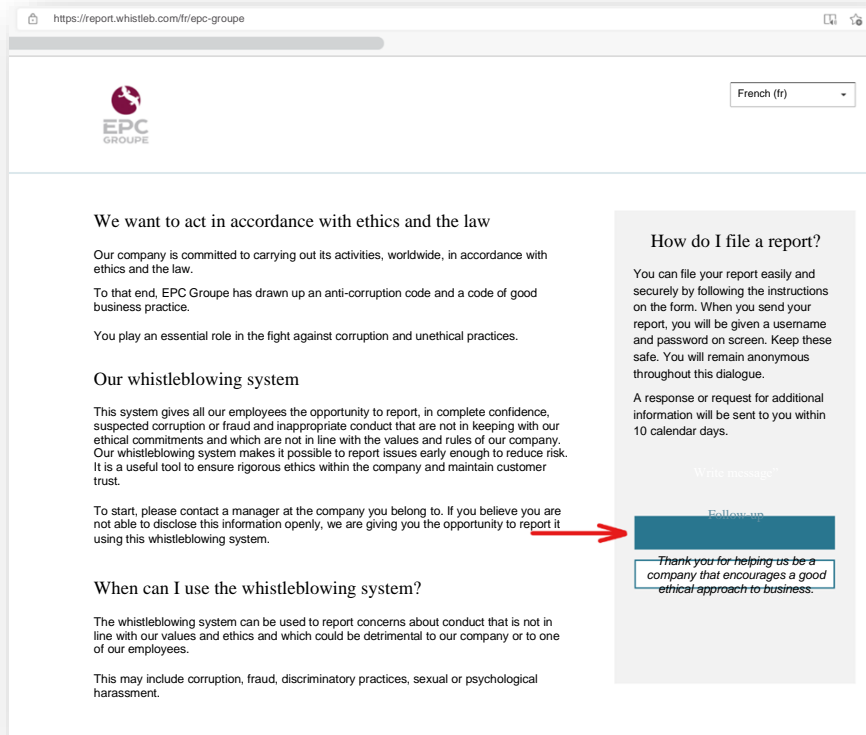 https://report.whistleb.com/fr/epc-groupe
EPC
GROUPE
French (fr)
We want to act in accordance with ethics and the law
Our company is committed to carrying out its activities, worldwide, in accordance with
ethics and the law.
To that end, EPC Groupe has drawn up an anti-corruption code and a code of good
business practice.
You play an essential role in the fight against corruption and unethical practices.
Our whistleblowing system
This system gives all our employees the opportunity to report, in complete confidence,
suspected corruption or fraud and inappropriate conduct that are not in keeping with our
ethical commitments and which are not in line with the values and rules of our company.
Our whistleblowing system makes it possible to report issues early enough to reduce risk.
It is a useful tool to ensure rigorous ethics within the company and maintain customer
trust.
To start, please contact a manager at the company you belong to. If you believe you are
not able to disclose this information openly, we are giving you the opportunity to report it
using this whistleblowing system.
When can I use the whistleblowing system?
The whistleblowing system can be used to report concerns about conduct that is not in
line with our values and ethics and which could be detrimental to our company or to one
of our employees.
This may include corruption, fraud, discriminatory practices, sexual or psychological
harassment.
How do I file a report?
You can file your report easily and
securely by following the instructions
on the form. When you send your
report, you will be given a username
and password on screen. Keep these
safe. You will remain anonymous
throughout this dialogue.
A response or request for additional
information will be sent to you within
10 calendar days.
Write message"
Follow-up
Thank you for helping us be a
company that encourages a good
ethical approach to business.